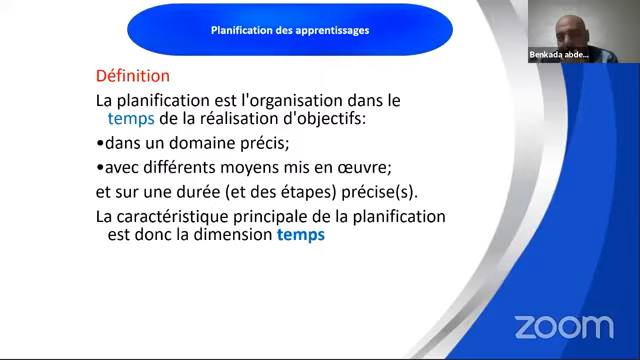 Planification des apprentissages
Benkada abde...
Définition
La planification est l'organisation dans le
temps de la réalisation d'objectifs:
•dans un domaine précis;
•avec différents moyens mis en œuvre;
et sur une durée (et des étapes) précise(s).
La caractéristique principale de la planification
est donc la dimension temps
zoom